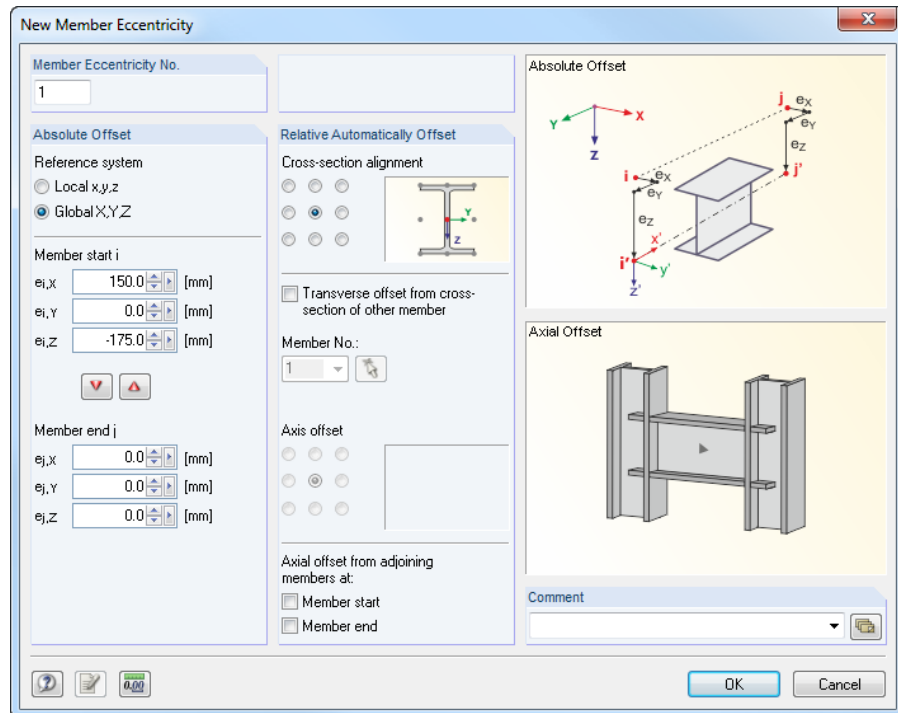 New Member Eccentricity
Member Eccentricity No.
1
Absolute Offset
Reference system
Local x,y,z
Global X,Y,Z
Member start i
ei,X 150.0 [mm]
ei,Y 0.0 [mm]
ei,Z -175.0 [mm]
Member end j
ej,X 0.0 [mm]
ej,Y 0.0 [mm]
ej,Z 0.0 [mm]
Relative Automatically Offset
Cross-section alignment
Y
Z
Transverse offset from cross-
section of other member
Member No.:
1
Axis offset
Axial offset from adjoining
members at:
Member start
Member end
Absolute Offset
Y X
Z
j eX
eY
eZ
j'
i eX
eY
eZ
x'
i' y'
z'
Axial Offset
Comment
0.00
OK Cancel